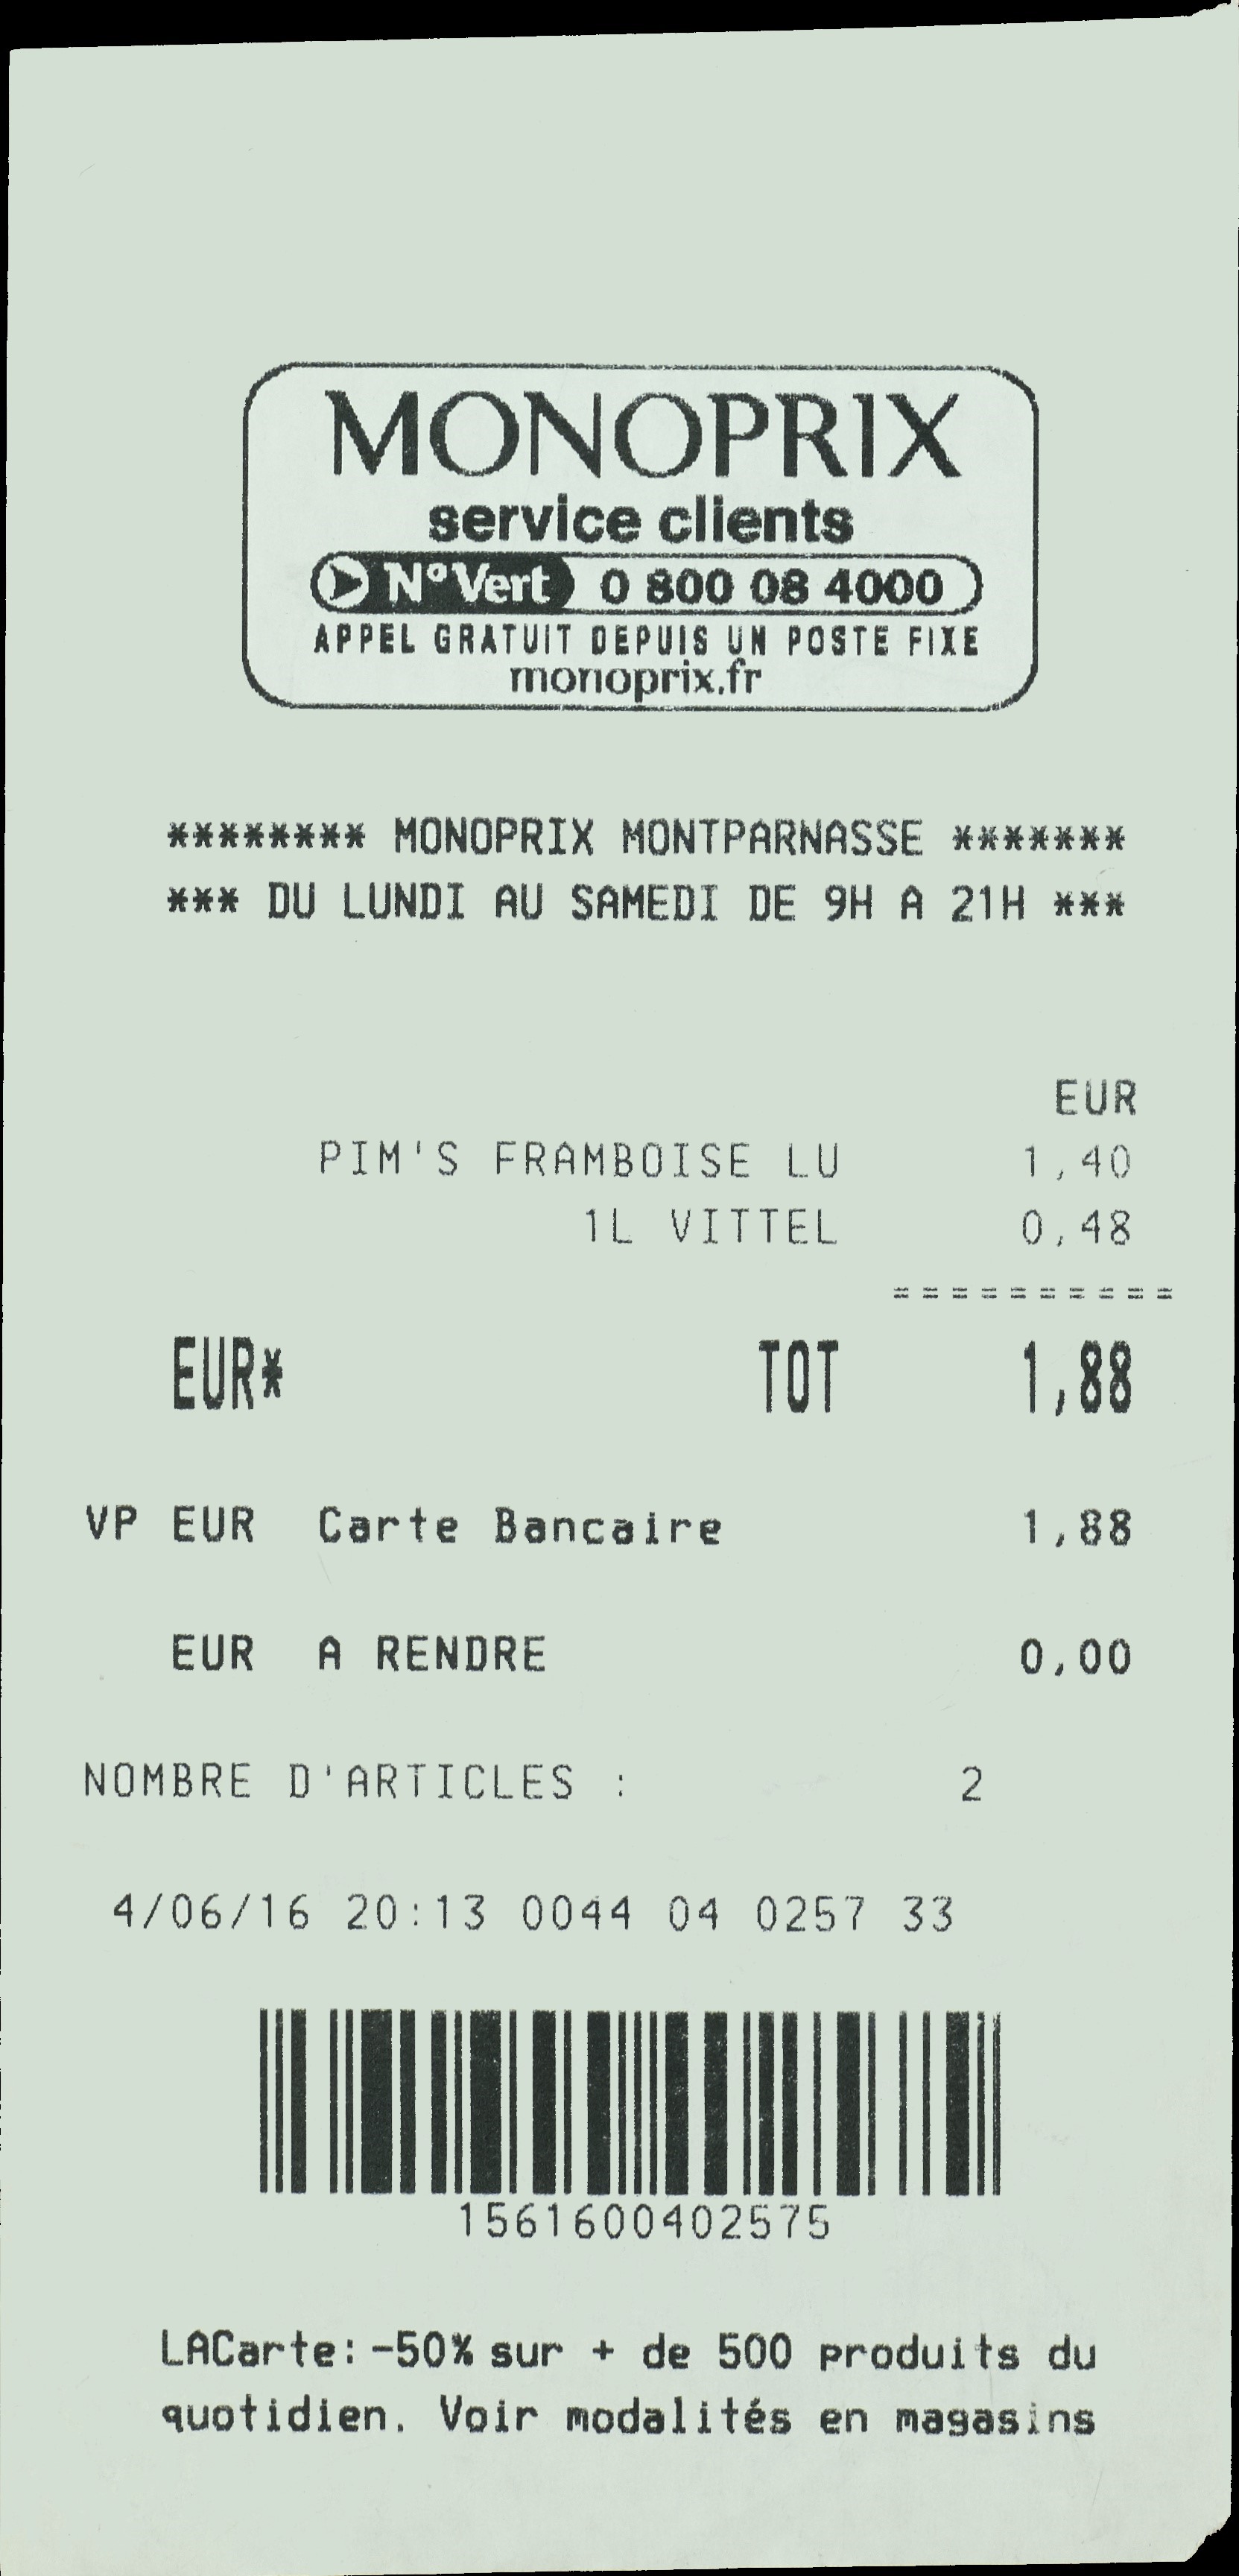 MONOPRIX
service clients
N°Vert 0 800 08 4000
APPEL GRATUIT DEPUIS UN POSTE FIXE
monoprix.fr
******** MONOPRIX MONTPARNASSE *******
*** DU LUNDI AU SAMEDI DE 9H A 21H ***
EUR
PIM'S FRAMBOISE LU 1,40
1L VITTEL 0,48
==========
EUR* TOT 1,88
VP EUR Carte Bancaire 1,88
EUR A RENDRE 0,00
NOMBRE D'ARTICLES : 2
4/06/16 20:13 0044 04 0257 33
1561600402575
LACarte:-50% sur + de 500 produits du
quotidien. Voir modalités en magasins